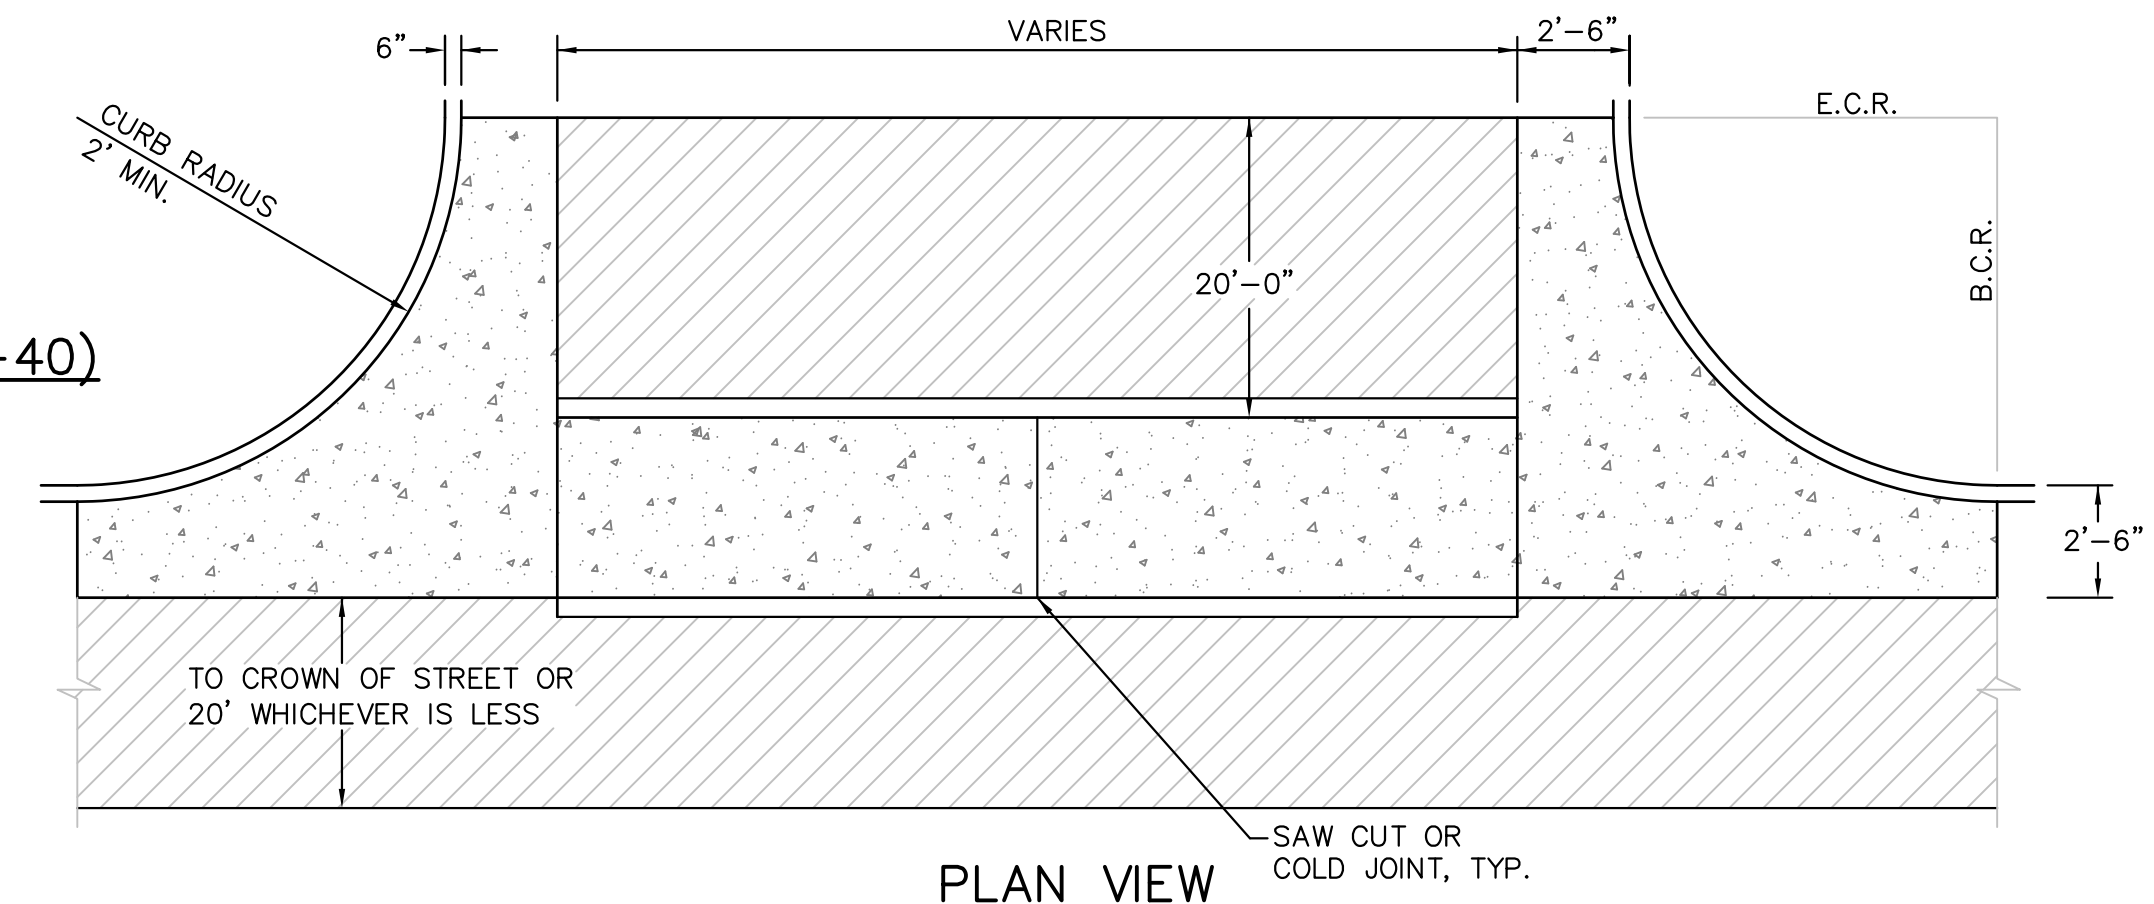 6”
VARIES
2’–6”
E.C.R.
CURB RADIUS
2’ MIN.
B.C.R.
20’–0”
–40)
2’–6”
TO CROWN OF STREET OR
20’ WHICHEVER IS LESS
SAW CUT OR
COLD JOINT, TYP.
PLAN VIEW